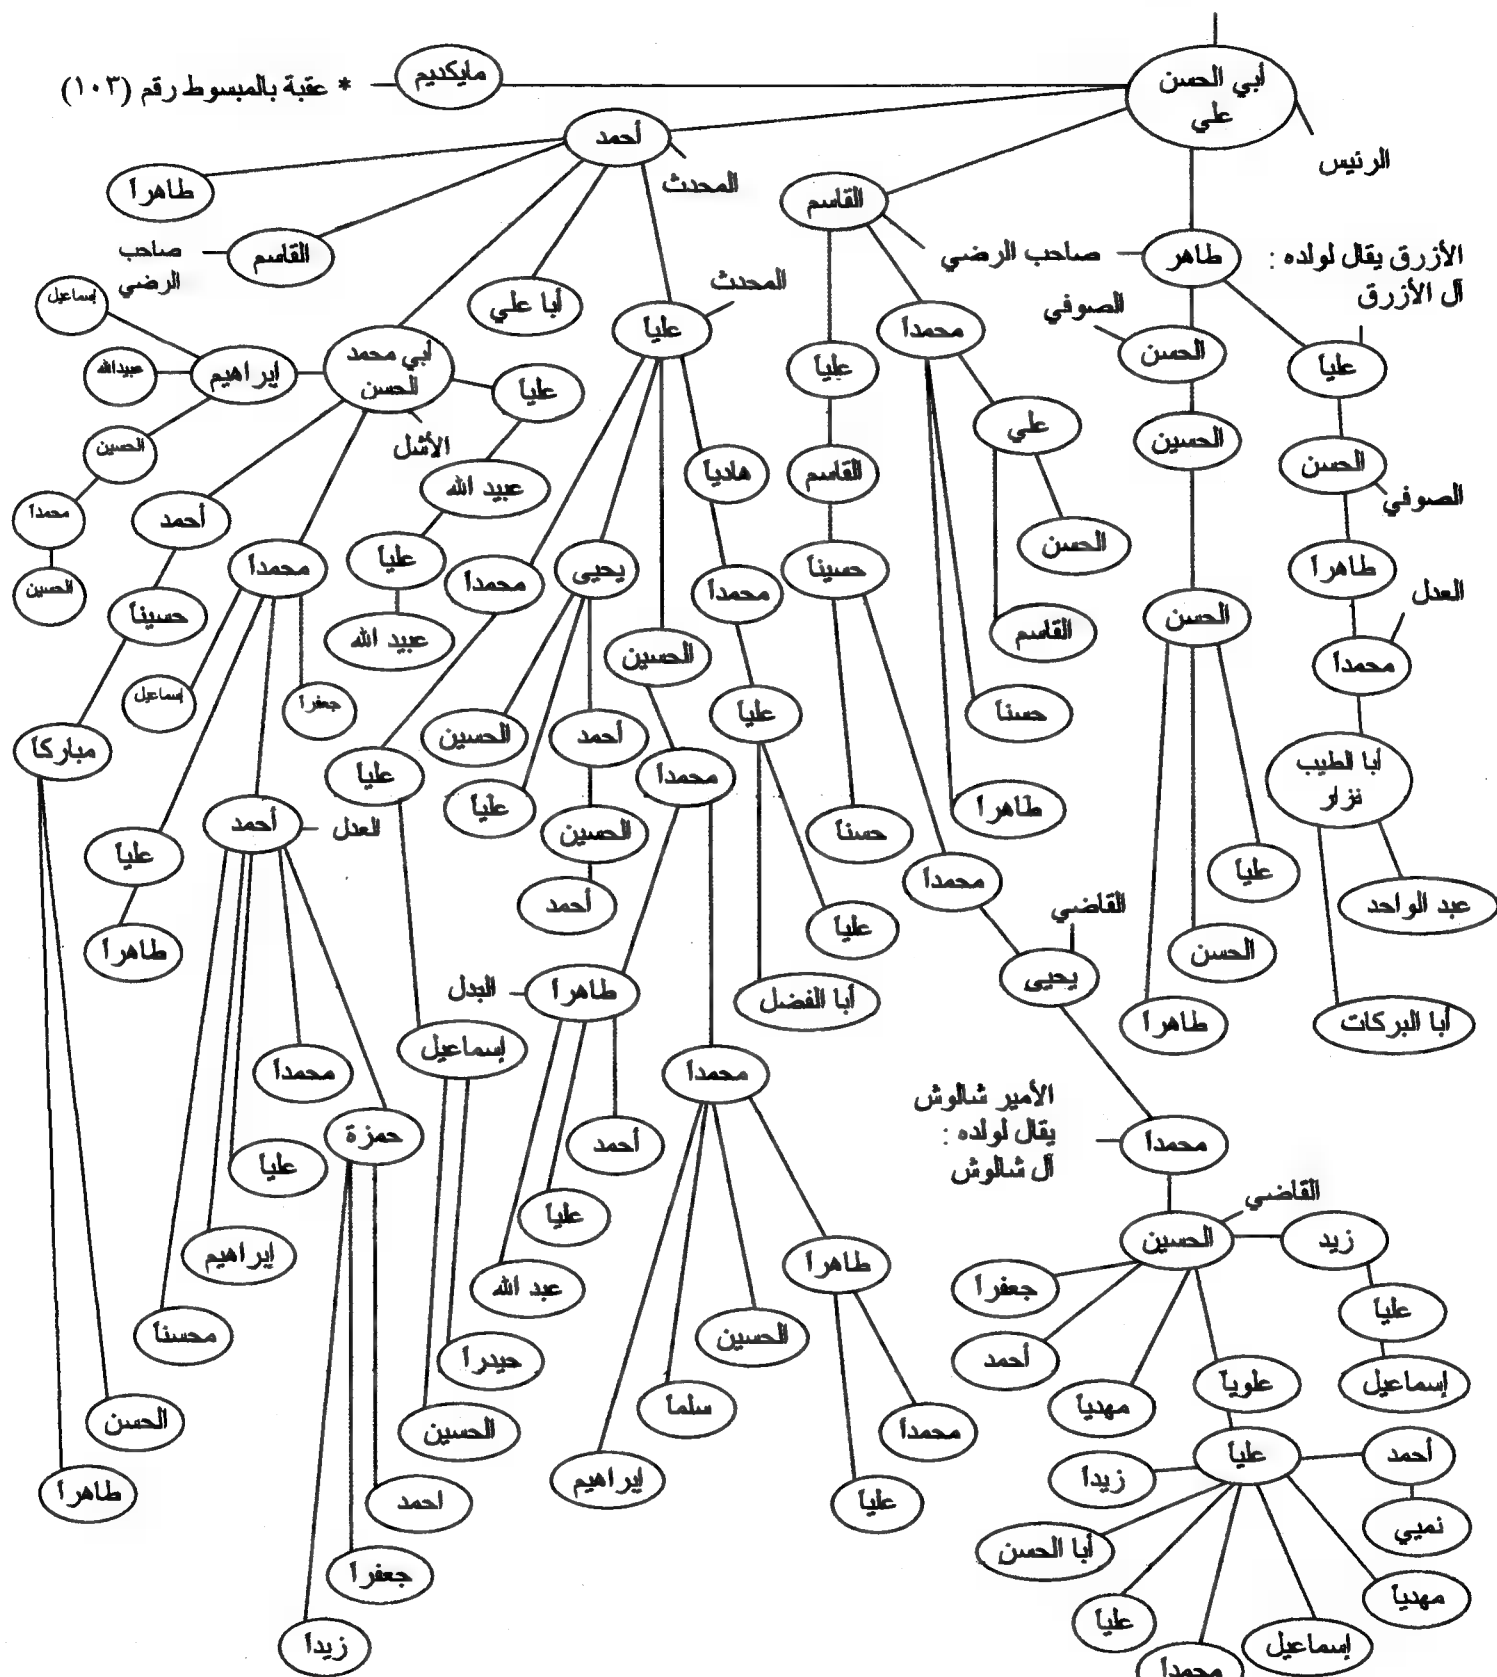 * عقبة بالمبسوط رقم (١٠٣)
مايكديم
أبي الحسن
علي
الرئيس
أحمد
المحدث
طاهرا
القاسم
صاحب
الرضي
القاسم
صاحب الرضي
طاهر
الأزرق يقال لولده :
آل الأزرق
أبا علي
المحدث
عليا
محمدا
الصوفي
الحسن
إسماعيل
عبيدالله
إبراهيم
أبي محمد
الحسن
الأشل
عليا
عليا
عليا
علي
الحسين
الحسين
محمدا
الحسين
أحمد
عبيد الله
هاديا
القاسم
الحسن
الصوفي
محمدا
عليا
محمدا
يحيى
محمدا
حسينا
الحسن
طاهرا
العدل
حسينا
عبيد الله
الحسين
القاسم
الحسن
محمدا
إسماعيل
جعفرا
مباركا
الحسين
أحمد
عليا
حسنا
عليا
عليا
محمدا
أبا الطيب
نزار
عليا
أحمد
العدل
الحسين
حسنا
طاهرا
أحمد
محمدا
عليا
عبد الواحد
طاهرا
عليا
القاضي
الحسن
البدل
طاهرا
أبا الفضل
يحيى
طاهرا
أبا البركات
إسماعيل
محمدا
محمدا
حمزة
أحمد
الأمير شالوش
يقال لولده :
آل شالوش
محمدا
عليا
عليا
القاضي
إبراهيم
عبد الله
طاهرا
الحسين
زيد
جعفرا
محسنا
حيدرا
الحسين
أحمد
عليا
الحسن
الحسين
سلما
محمدا
مهديا
علويا
إسماعيل
طاهرا
احمد
إبراهيم
عليا
زيدا
عليا
أحمد
نميي
أبا الحسن
جعفرا
مهديا
زيدا
عليا
إسماعيل
محمدا